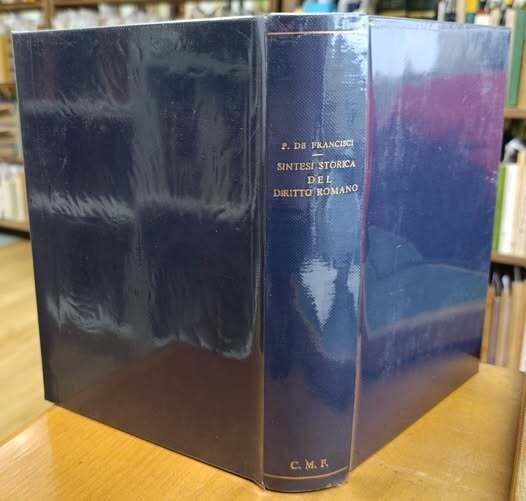 P. DE FRANCISCI
SINTESI STORICA
DEL
DIRITTO ROMANO
C. M. F.